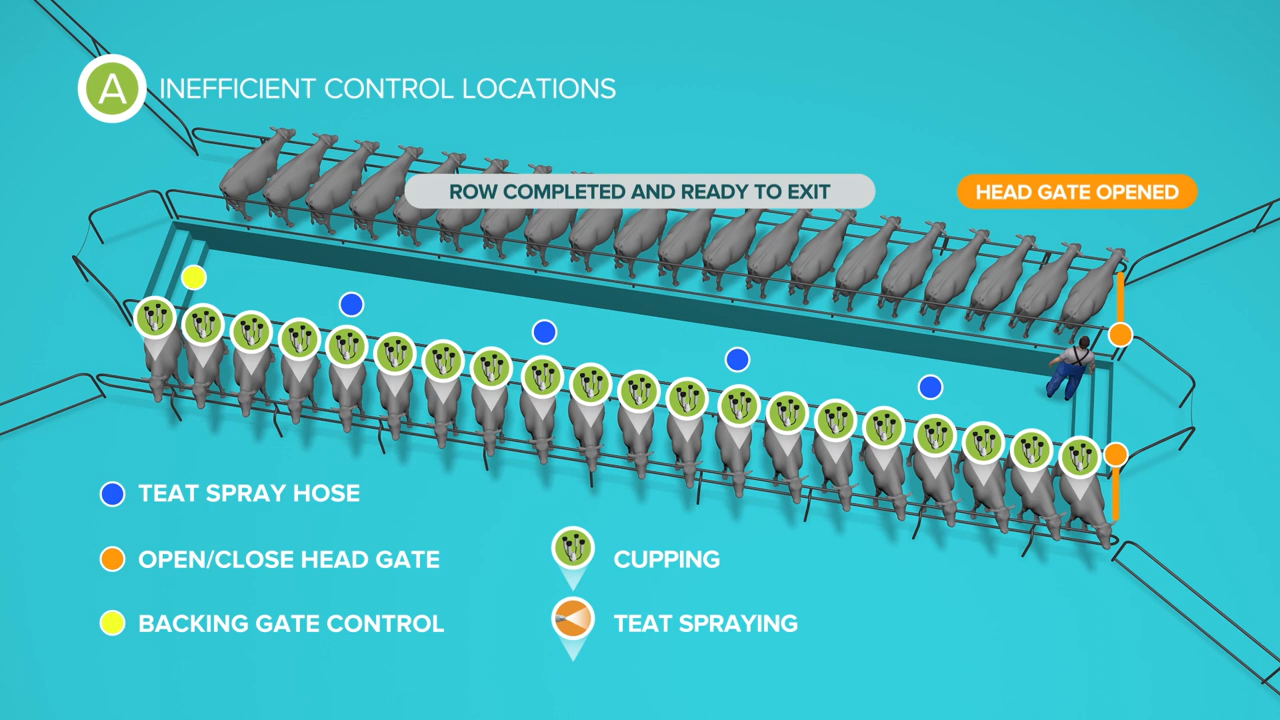 A INEFFICIENT CONTROL LOCATIONS
ROW COMPLETED AND READY TO EXIT
HEAD GATE OPENED
TEAT SPRAY HOSE
OPEN/CLOSE HEAD GATE
BACKING GATE CONTROL
CUPPING
TEAT SPRAYING